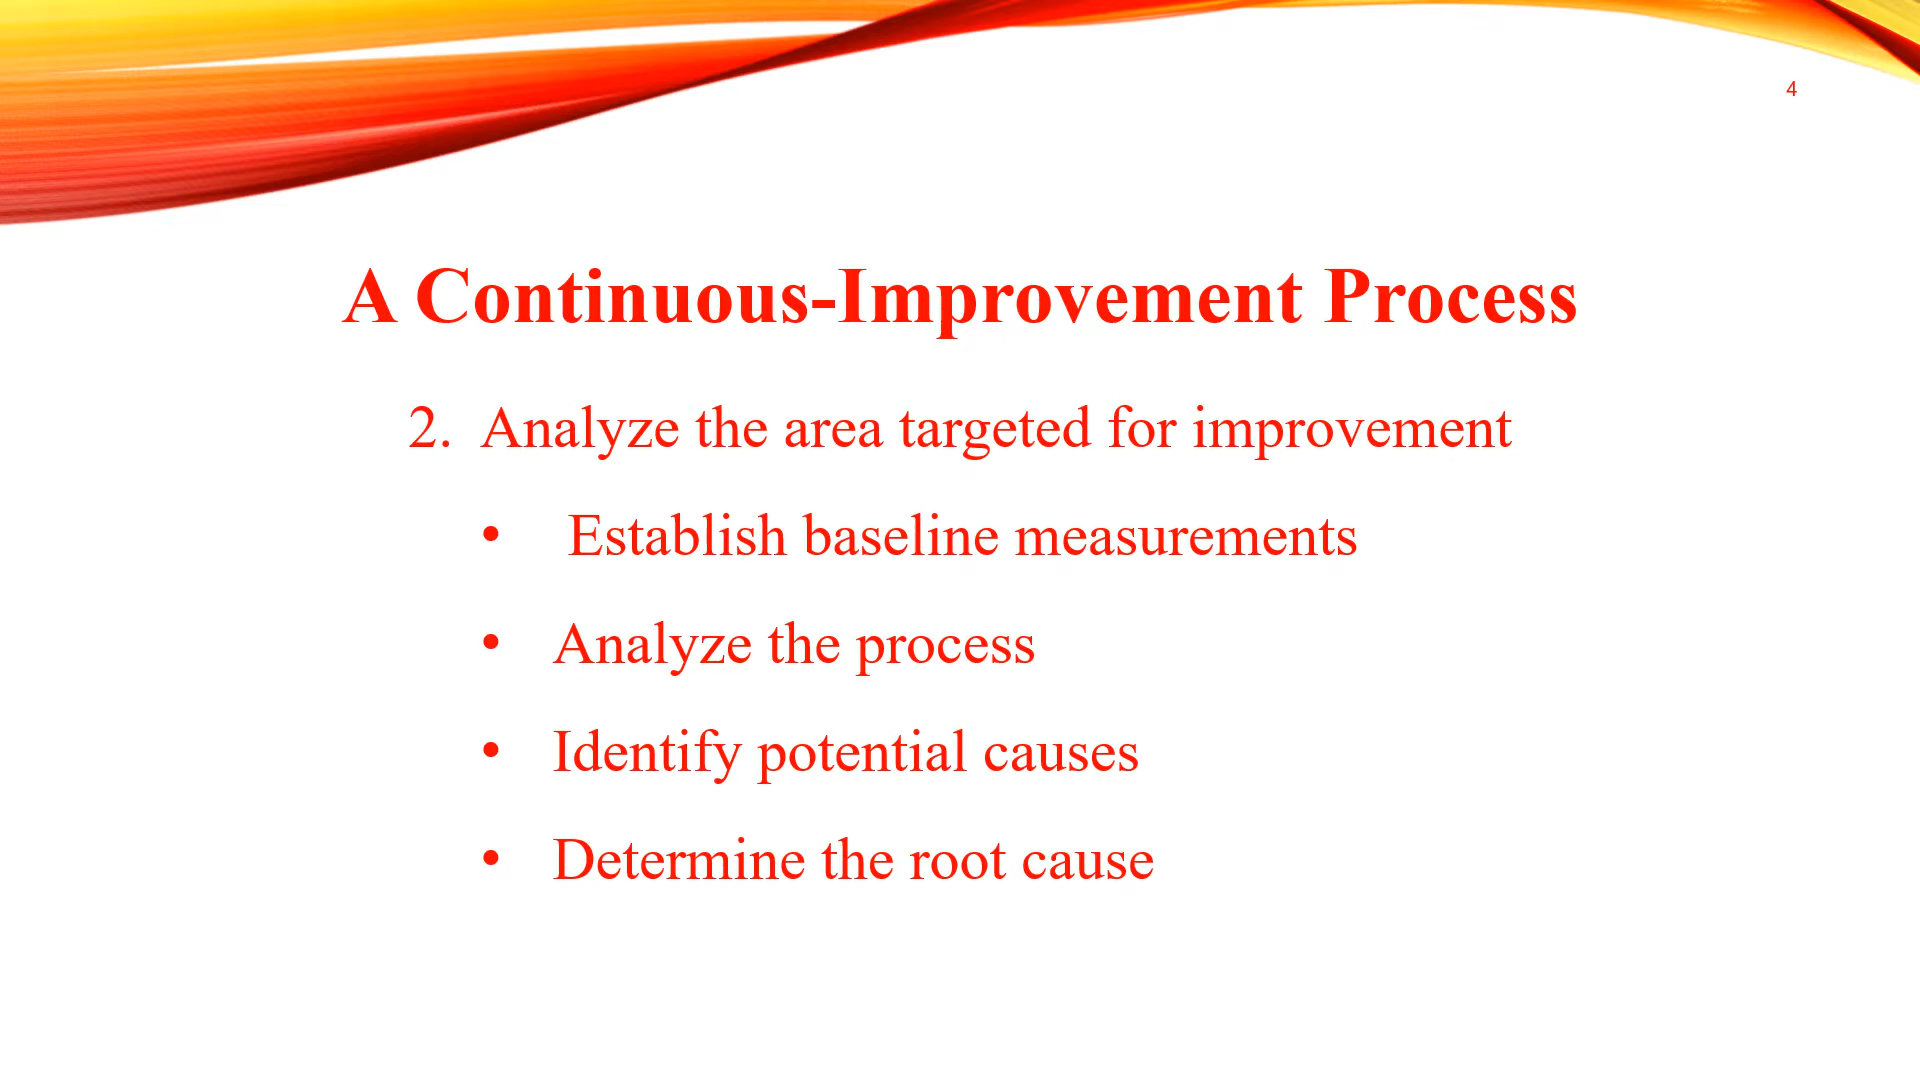 4
A Continuous-Improvement Process
2. Analyze the area targeted for improvement
• Establish baseline measurements
• Analyze the process
• Identify potential causes
• Determine the root cause